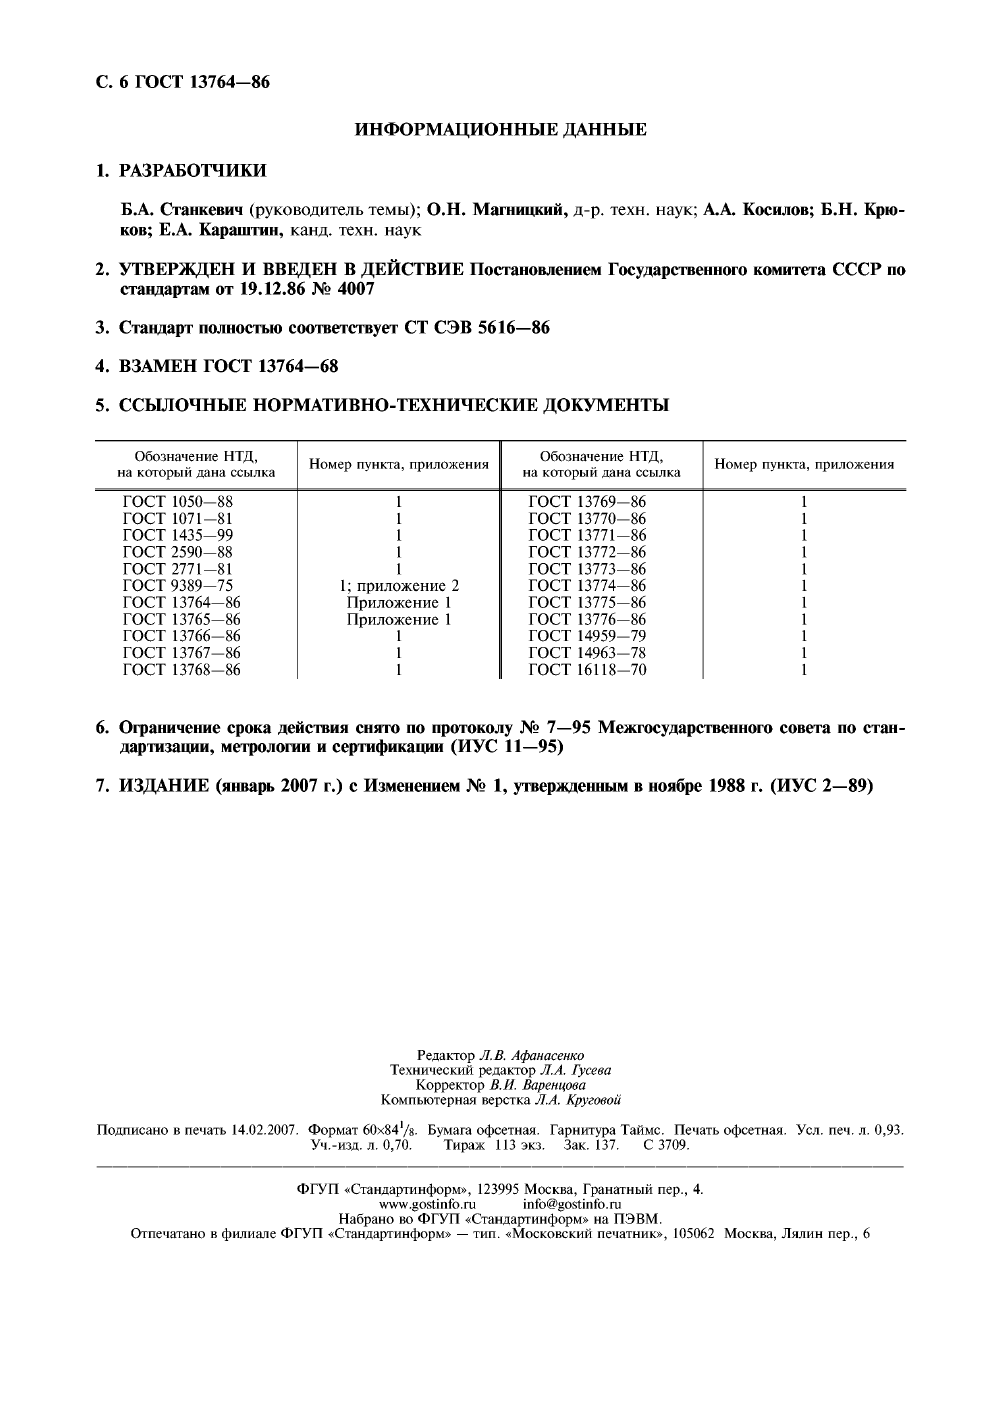 С. 6 ГОСТ 13764—86
ИНФОРМАЦИОННЫЕ ДАННЫЕ
1. РАЗРАБОТЧИКИ
Б.А. Станкевич (руководитель темы); О.Н. Магницкий, д-р. техн. наук; А.А. Косилов; Б.Н. Крю-
ков; Е.А. Караштин, канд. техн. наук
2. УТВЕРЖДЕН И ВВЕДЕН В ДЕЙСТВИЕ Постановлением Государственного комитета СССР по
стандартам от 19.12.86 № 4007
3. Стандарт полностью соответствует СТ СЭВ 5616—86
4. ВЗАМЕН ГОСТ 13764—68
5. ССЫЛОЧНЫЕ НОРМАТИВНО-ТЕХНИЧЕСКИЕ ДОКУМЕНТЫ
Обозначение НТД, на который дана ссылка | Номер пункта, приложения | Обозначение НТД, на который дана ссылка | Номер пункта, приложения
ГОСТ 1050—88 1 ГОСТ 13769—86 1
ГОСТ 1071—81 1 ГОСТ 13770—86 1
ГОСТ 1435—99 1 ГОСТ 13771—86 1
ГОСТ 2590—88 1 ГОСТ 13772—86 1
ГОСТ 2771—81 1 ГОСТ 13773—86 1
ГОСТ 9389—75 1; приложение 2 ГОСТ 13774—86 1
ГОСТ 13764—86 Приложение 1 ГОСТ 13775—86 1
ГОСТ 13765—86 Приложение 1 ГОСТ 13776—86 1
ГОСТ 13766—86 1 ГОСТ 14959—79 1
ГОСТ 13767—86 1 ГОСТ 14963—78 1
ГОСТ 13768—86 1 ГОСТ 16118—70 1
6. Ограничение срока действия снято по протоколу № 7—95 Межгосударственного совета по стан-
дартизации, метрологии и сертификации (ИУС 11—95)
7. ИЗДАНИЕ (январь 2007 г.) с Изменением № 1, утвержденным в ноябре 1988 г. (ИУС 2—89)
Редактор Л.В. Афанасенко
Технический редактор Л.А. Гусева
Корректор В.И. Варенцова
Компьютерная верстка Л.А. Круговой
Подписано в печать 14.02.2007. Формат 60×84 1/8. Бумага офсетная. Гарнитура Таймс. Печать офсетная. Усл. печ. л. 0,93.
Уч.-изд. л. 0,70. Тираж 113 экз. Зак. 137. С 3709.
ФГУП «Стандартинформ», 123995 Москва, Гранатный пер., 4.
www.gostinfo.ru info@gostinfo.ru
Набрано во ФГУП «Стандартинформ» на ПЭВМ.
Отпечатано в филиале ФГУП «Стандартинформ» — тип. «Московский печатник», 105062 Москва, Лялин пер., 6